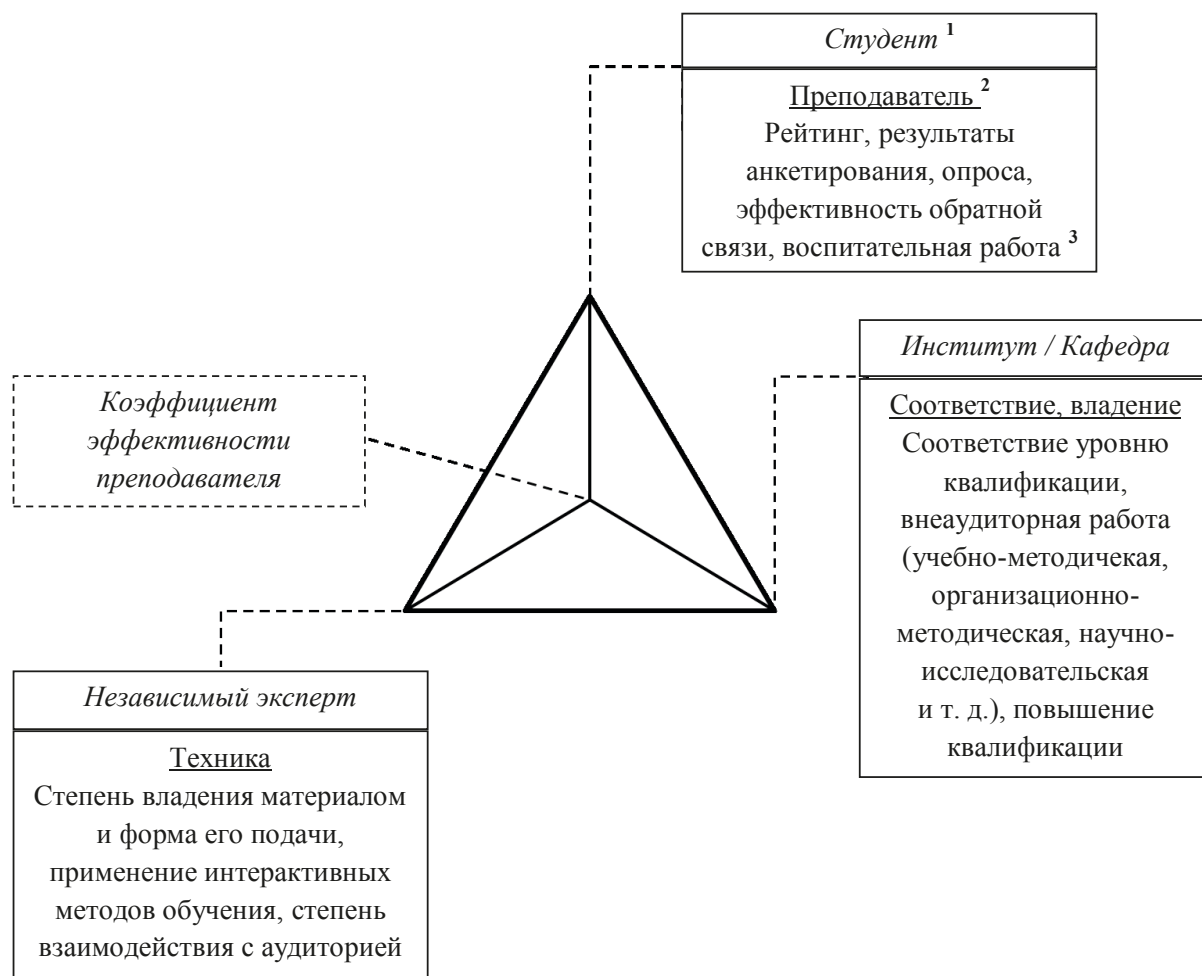 Студент 1
Преподаватель 2
Рейтинг, результаты
анкетирования, опроса,
эффективность обратной
связи, воспитательная работа 3
Институт / Кафедра
Соответствие, владение
Соответствие уровню
квалификации,
внеаудиторная работа
(учебно-методичекая,
организационно-
методическая, научно-
исследовательская
и т. д.), повышение
квалификации
Коэффициент
эффективности
преподавателя
Независимый эксперт
Техника
Степень владения материалом
и форма его подачи,
применение интерактивных
методов обучения, степень
взаимодействия с аудиторией